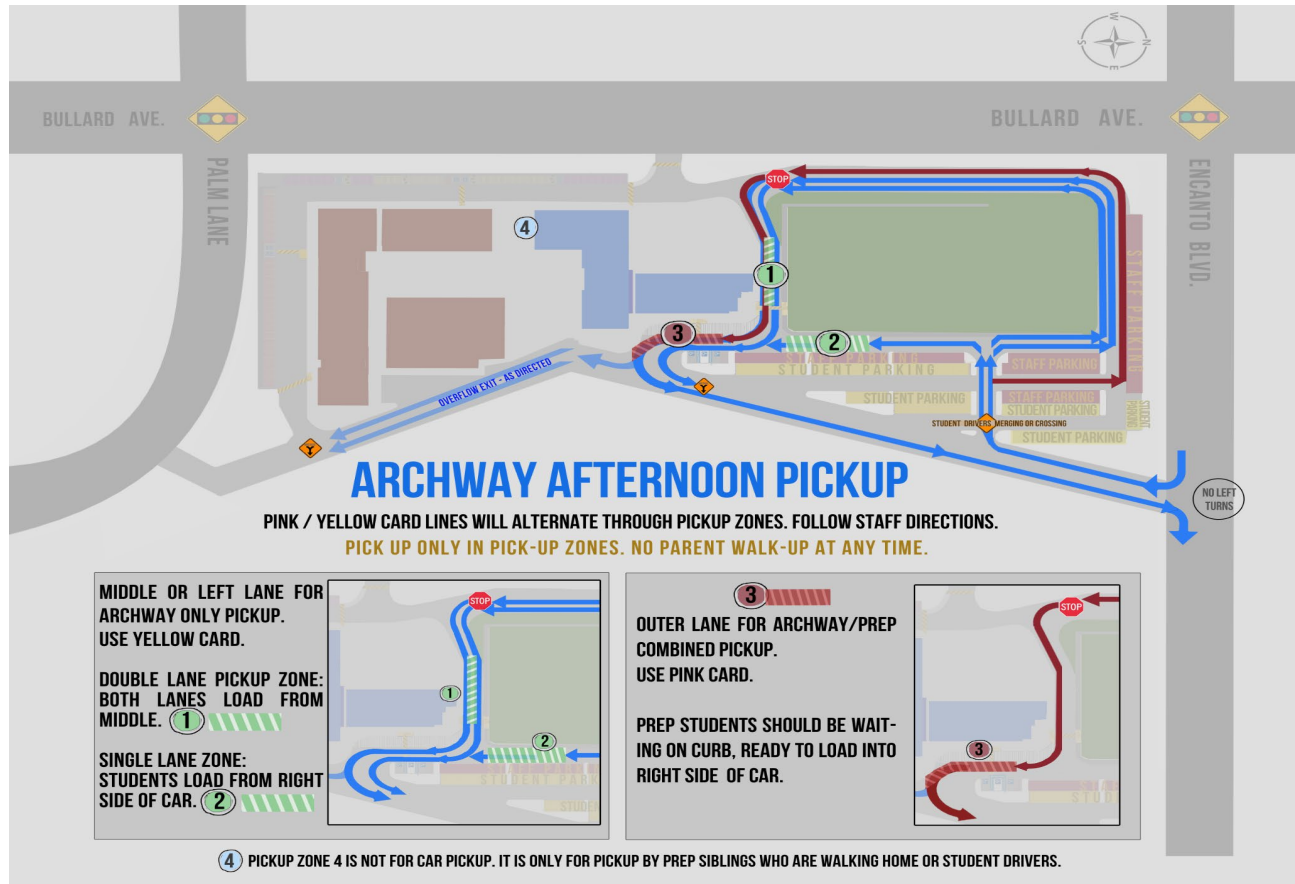 W
N
S
E
BULLARD AVE.
BULLARD AVE.
PALM LANE
ENCANTO BLVD.
STOP
4
1
3
2
STAFF PARKING
STAFF PARKING
STUDENT PARKING
STAFF PARKING
STUDENT PARKING
STAFF PARKING
STUDENT PARKING
STUDENT PARKING
STUDENT DRIVERS MERGING OR CROSSING
STUDENT PARKING
OVERFLOW EXIT - AS DIRECTED
NO LEFT
TURNS
ARCHWAY AFTERNOON PICKUP
PINK / YELLOW CARD LINES WILL ALTERNATE THROUGH PICKUP ZONES. FOLLOW STAFF DIRECTIONS.
PICK UP ONLY IN PICK-UP ZONES. NO PARENT WALK-UP AT ANY TIME.
MIDDLE OR LEFT LANE FOR
ARCHWAY ONLY PICKUP.
USE YELLOW CARD.
DOUBLE LANE PICKUP ZONE:
BOTH LANES LOAD FROM
MIDDLE. 1
SINGLE LANE ZONE:
STUDENTS LOAD FROM RIGHT
SIDE OF CAR. 2
STOP
1
2
STAFF PAR
STUDENT PARK
STUDE
3
OUTER LANE FOR ARCHWAY/PREP
COMBINED PICKUP.
USE PINK CARD.
PREP STUDENTS SHOULD BE WAIT-
ING ON CURB, READY TO LOAD INTO
RIGHT SIDE OF CAR.
STOP
3
STA
STUD
4 PICKUP ZONE 4 IS NOT FOR CAR PICKUP. IT IS ONLY FOR PICKUP BY PREP SIBLINGS WHO ARE WALKING HOME OR STUDENT DRIVERS.